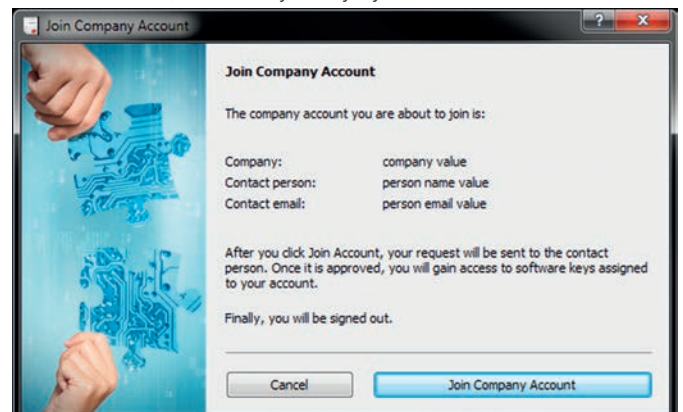 Join Company Account
?
X
Join Company Account
The company account you are about to join is:
Company: company value
Contact person: person name value
Contact email: person email value
After you click Join Account, your request will be sent to the contact
person. Once it is approved, you will gain access to software keys assigned
to your account.
Finally, you will be signed out.
Cancel
Join Company Account